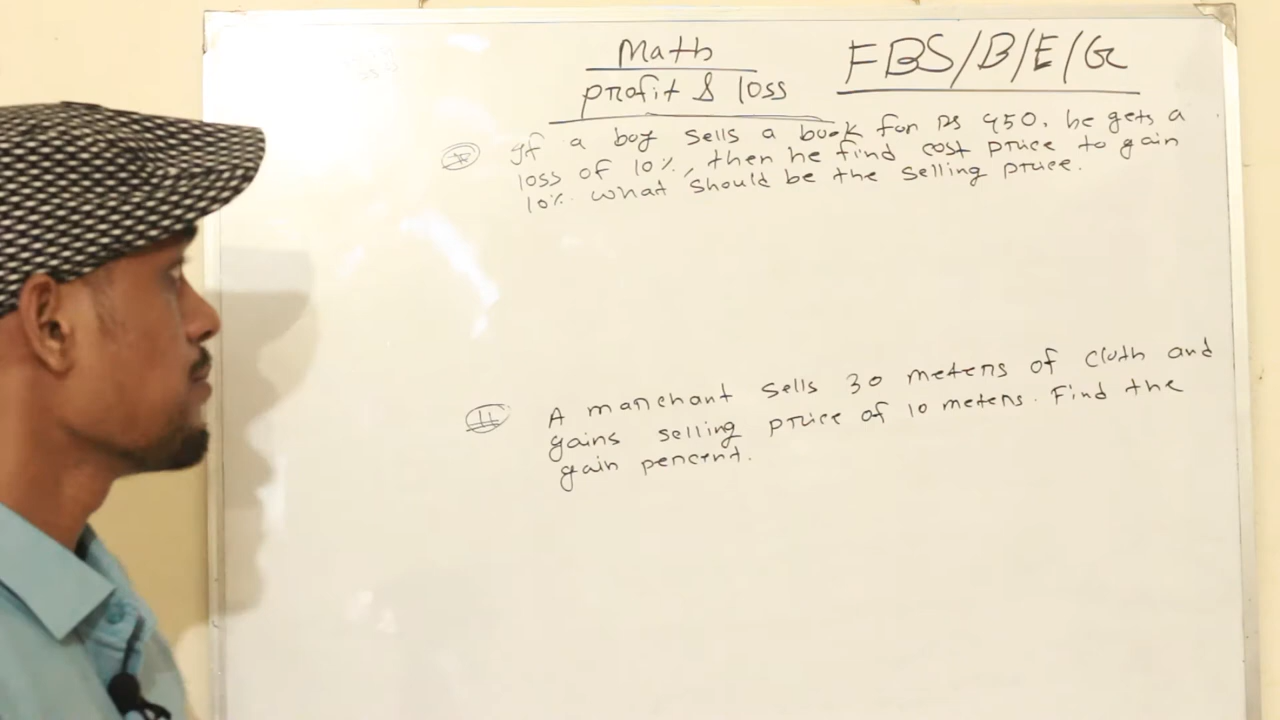 Math
profit & loss
FBS/B/E/G
If a boy sells a book for Rs 450, he gets a
loss of 10%, then he find cost price to gain
10% what should be the selling price.
II A marchant sells 30 meters of cloth and
gains selling price of 10 meters. Find the
gain percent.